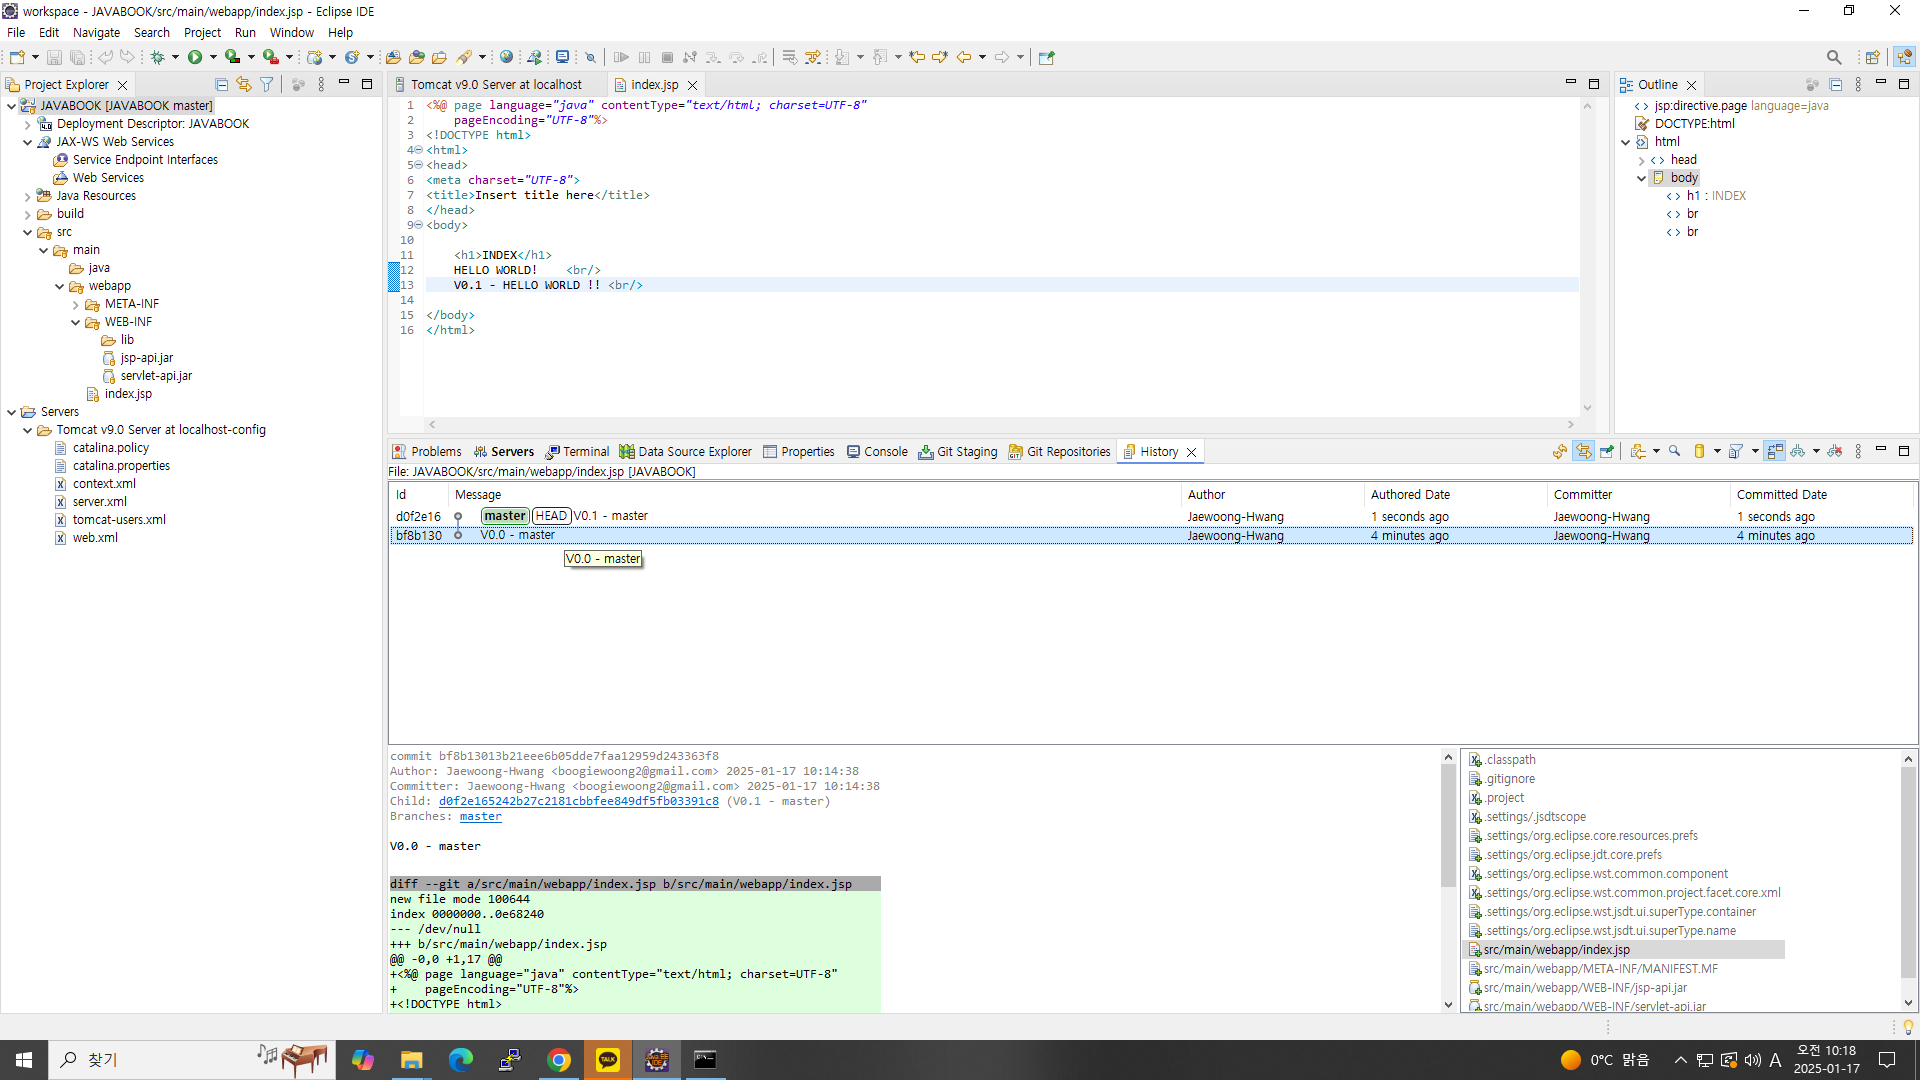 workspace - JAVABOOK/src/main/webapp/index.jsp - Eclipse IDE
File Edit Navigate Search Project Run Window Help
Project Explorer
JAVABOOK [JAVABOOK master]
Deployment Descriptor: JAVABOOK
JAX-WS Web Services
Service Endpoint Interfaces
Web Services
Java Resources
build
src
main
java
webapp
META-INF
WEB-INF
lib
jsp-api.jar
servlet-api.jar
index.jsp
Servers
Tomcat v9.0 Server at localhost-config
catalina.policy
catalina.properties
context.xml
server.xml
tomcat-users.xml
web.xml
Tomcat v9.0 Server at localhost index.jsp
1 <%@ page language="java" contentType="text/html; charset=UTF-8"
2 pageEncoding="UTF-8"%>
3 <!DOCTYPE html>
4 <html>
5 <head>
6 <meta charset="UTF-8">
7 <title>Insert title here</title>
8 </head>
9 <body>
10
11 <h1>INDEX</h1>
12 HELLO WORLD! <br/>
13 V0.1 - HELLO WORLD !! <br/>
14
15 </body>
16 </html>
Outline
jsp:directive.page language=java
DOCTYPE:html
html
head
body
h1 : INDEX
br
br
Problems Servers Terminal Data Source Explorer Properties Console Git Staging Git Repositories History
File: JAVABOOK/src/main/webapp/index.jsp [JAVABOOK]
Id Message Author Authored Date Committer Committed Date
d0f2e16 master HEAD V0.1 - master Jaewoong-Hwang 1 seconds ago Jaewoong-Hwang 1 seconds ago
bf8b130 V0.0 - master Jaewoong-Hwang 4 minutes ago Jaewoong-Hwang 4 minutes ago
V0.0 - master
commit bf8b13013b21eee6b05dde7faa12959d243363f8
Author: Jaewoong-Hwang <boogiewoong2@gmail.com> 2025-01-17 10:14:38
Committer: Jaewoong-Hwang <boogiewoong2@gmail.com> 2025-01-17 10:14:38
Child: d0f2e165242b27c2181cbbfee849df5fb03391c8 (V0.1 - master)
Branches: master
V0.0 - master
diff --git a/src/main/webapp/index.jsp b/src/main/webapp/index.jsp
new file mode 100644
index 0000000..0e68240
--- /dev/null
+++ b/src/main/webapp/index.jsp
@@ -0,0 +1,17 @@
+<%@ page language="java" contentType="text/html; charset=UTF-8"
+ pageEncoding="UTF-8"%>
+<!DOCTYPE html>
.classpath
.gitignore
.project
.settings/.jsdtscope
.settings/org.eclipse.core.resources.prefs
.settings/org.eclipse.jdt.core.prefs
.settings/org.eclipse.wst.common.component
.settings/org.eclipse.wst.common.project.facet.core.xml
.settings/org.eclipse.wst.jsdt.ui.superType.container
.settings/org.eclipse.wst.jsdt.ui.superType.name
src/main/webapp/index.jsp
src/main/webapp/META-INF/MANIFEST.MF
src/main/webapp/WEB-INF/jsp-api.jar
src/main/webapp/WEB-INF/servlet-api.jar
찾기
TALK
Java EE IDE
0°C 맑음
A
오전 10:18
2025-01-17